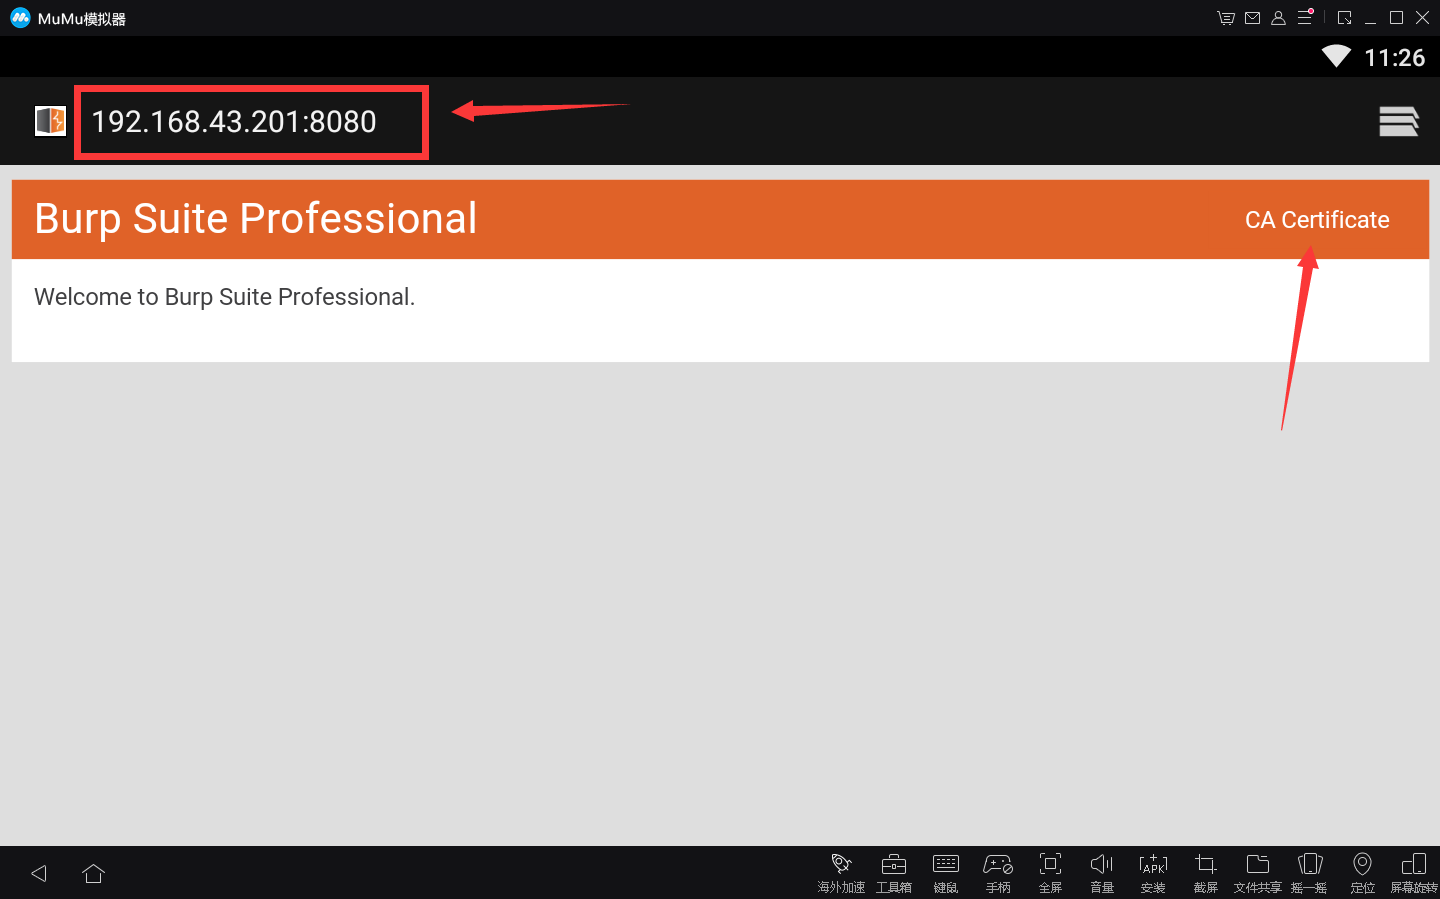 MuMu模拟器
11:26
192.168.43.201:8080
Burp Suite Professional
CA Certificate
Welcome to Burp Suite Professional.
APK
海外加速 工具箱 键鼠 手柄 全屏 音量 安装 截屏 文件共享 摇一摇 定位 屏幕旋转